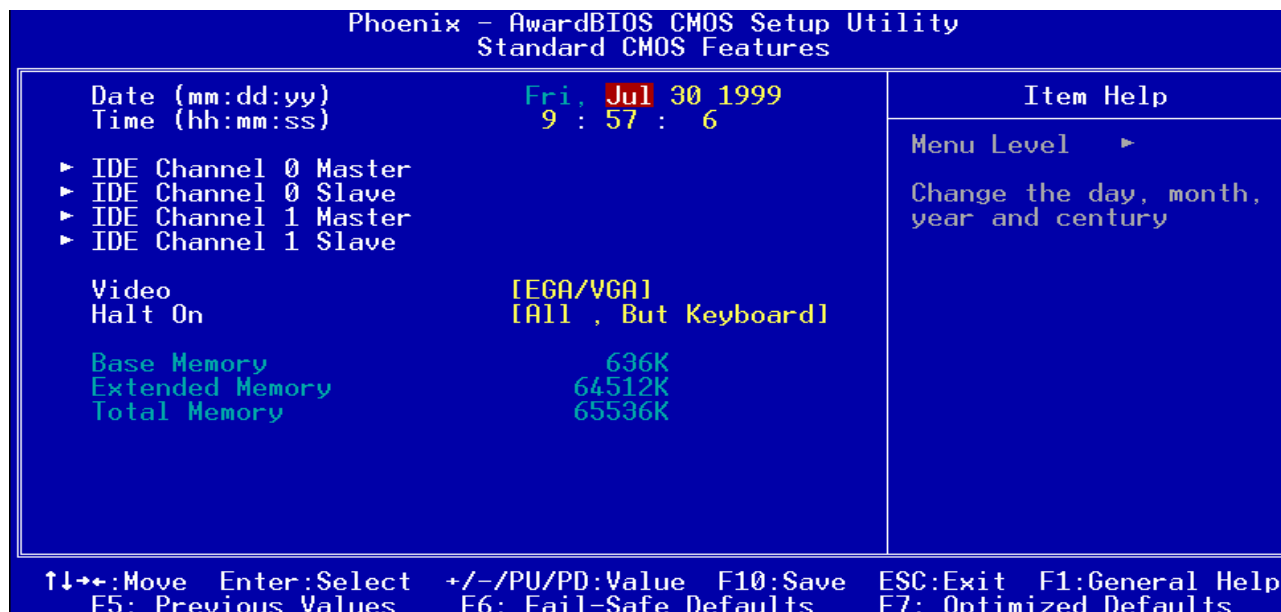 Phoenix - AwardBIOS CMOS Setup Utility
Standard CMOS Features
Date (mm:dd:yy) Fri, Jul 30 1999
Time (hh:mm:ss) 9 : 57 : 6
► IDE Channel 0 Master
► IDE Channel 0 Slave
► IDE Channel 1 Master
► IDE Channel 1 Slave
Video [EGA/VGA]
Halt On [All , But Keyboard]
Base Memory 636K
Extended Memory 64512K
Total Memory 65536K
Item Help
Menu Level ►
Change the day, month,
year and century
↑↓→←:Move Enter:Select +/-/PU/PD:Value F10:Save ESC:Exit F1:General Help
F5: Previous Values F6: Fail-Safe Defaults F7: Optimized Defaults